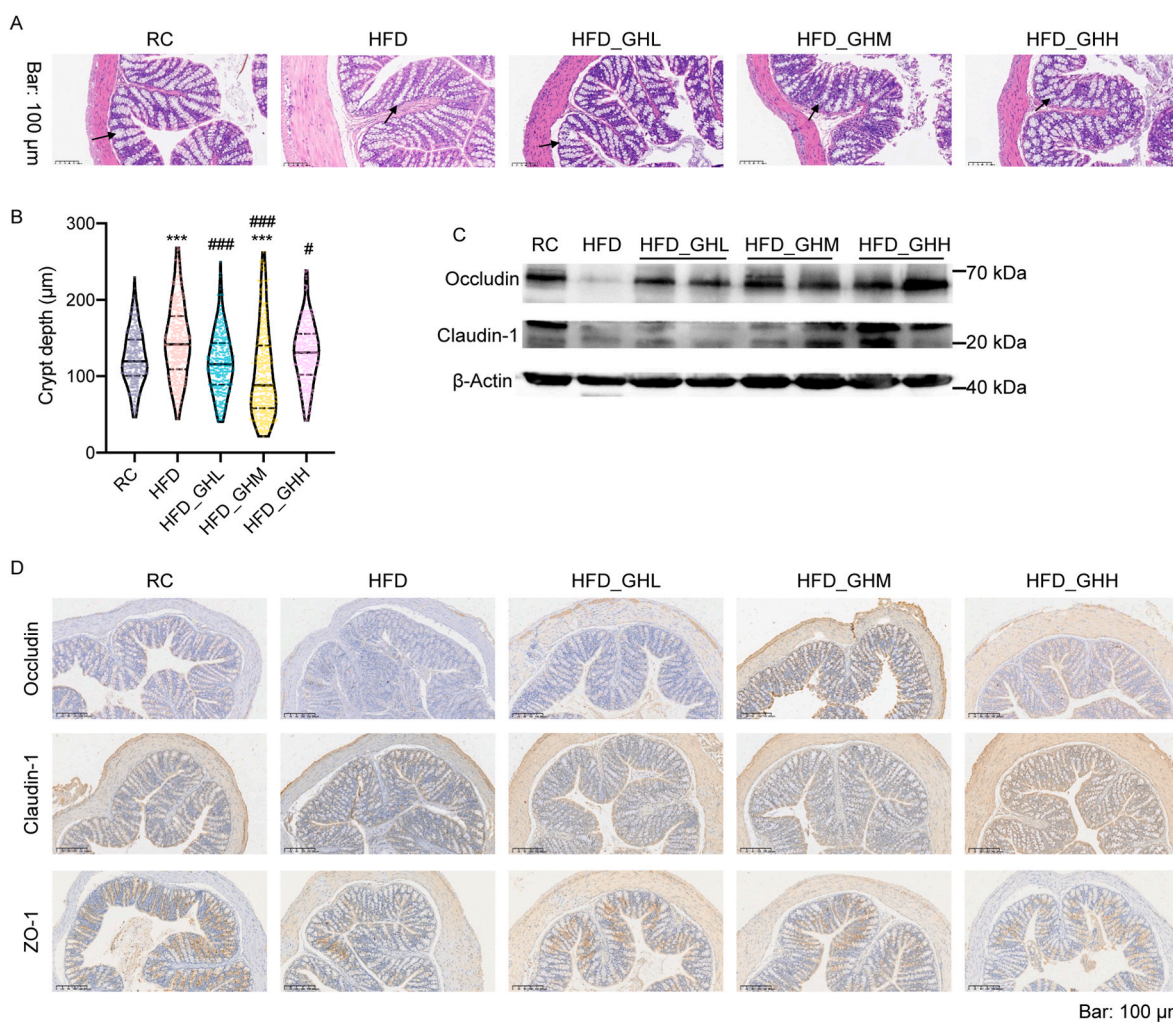 A
RC HFD HFD_GHL HFD_GHM HFD_GHH
Bar: 100 µm
B
Crypt depth (µm)
300
200
100
0
***
###
###
***
#
RC
HFD
HFD_GHL
HFD_GHM
HFD_GHH
C
RC HFD HFD_GHL HFD_GHM HFD_GHH
Occludin
70 kDa
Claudin-1
20 kDa
β-Actin
40 kDa
D
RC HFD HFD_GHL HFD_GHM HFD_GHH
Occludin
Claudin-1
ZO-1
Bar: 100 µr